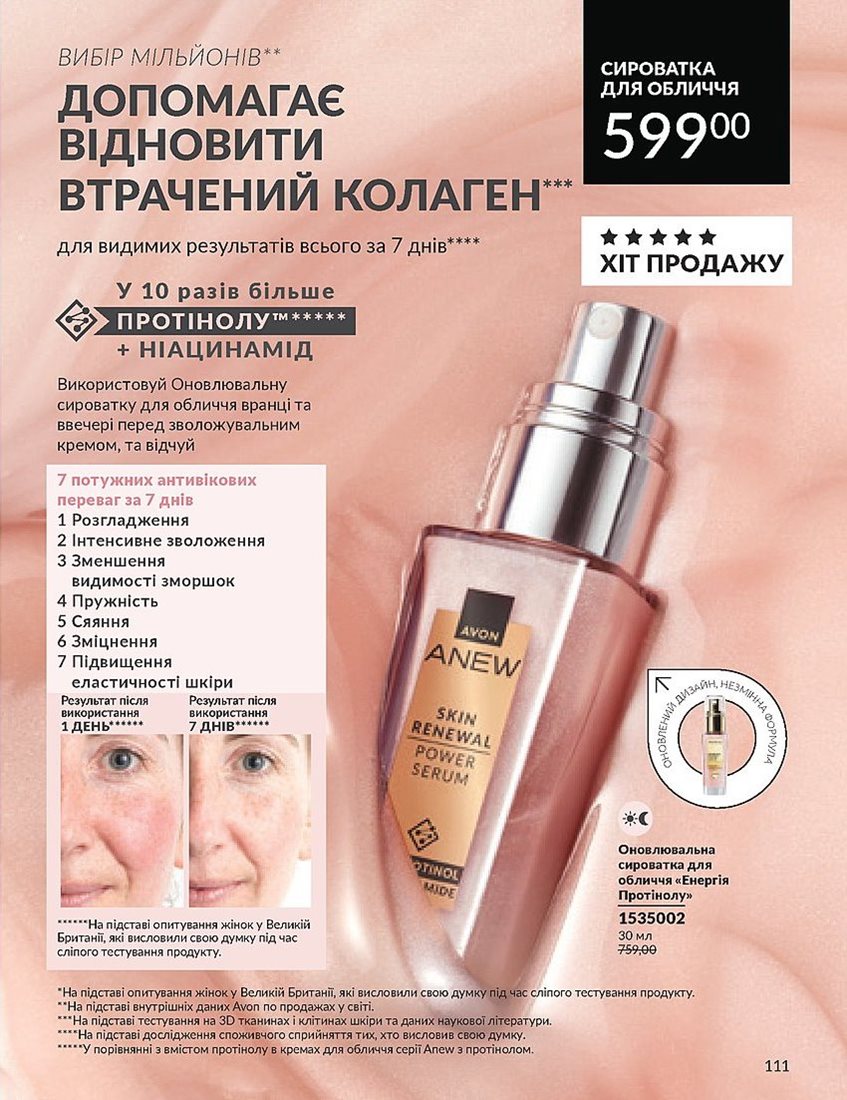 ВИБІР МІЛЬЙОНІВ**
ДОПОМАГАЄ
ВІДНОВИТИ
ВТРАЧЕНИЙ КОЛАГЕН***
для видимих результатів всього за 7 днів****
СИРОВАТКА
ДЛЯ ОБЛИЧЧЯ
599⁰⁰
ХІТ ПРОДАЖУ
У 10 разів більше
ПРОТІНОЛУ™*****
+ НІАЦИНАМІД
Використовуй Оновлювальну
сироватку для обличчя вранці та
ввечері перед зволожувальним
кремом, та відчуй
7 потужних антивікових
переваг за 7 днів
1 Розгладження
2 Інтенсивне зволоження
3 Зменшення
видимості зморшок
4 Пружність
5 Сяяння
6 Зміцнення
7 Підвищення
еластичності шкіри
Результат після
використання
1 ДЕНЬ******
Результат після
використання
7 ДНІВ******
******На підставі опитування жінок у Великій
Британії, які висловили свою думку під час
сліпого тестування продукту.
AVON
ANEW
SKIN
RENEWAL
POWER
SERUM
OTINOL
MIDE
ОНОВЛЕНИЙ ДИЗАЙН, НЕЗМІННА ФОРМУЛА
Оновлювальна
сироватка для
обличчя «Енергія
Протінолу»
1535002
30 мл
759,00
*На підставі опитування жінок у Великій Британії, які висловили свою думку під час сліпого тестування продукту.
**На підставі внутрішніх даних Avon по продажах у світі.
***На підставі тестування на 3D тканинах і клітинах шкіри та даних наукової літератури.
****На підставі дослідження споживчого сприйняття тих, хто висловив свою думку.
*****У порівнянні з вмістом протінолу в кремах для обличчя серії Anew з протінолом.
111